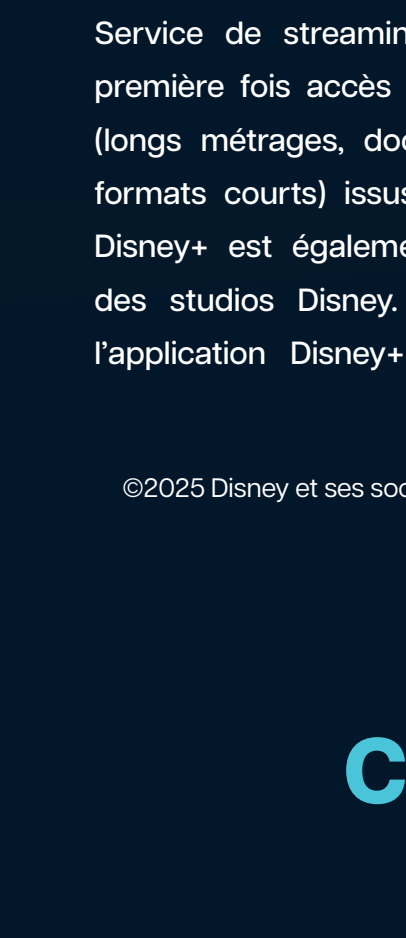 Service de streamin
première fois accès
(longs métrages, doc
formats courts) issus
Disney+ est égaleme
des studios Disney.
l'application Disney+
©2025 Disney et ses soc
C